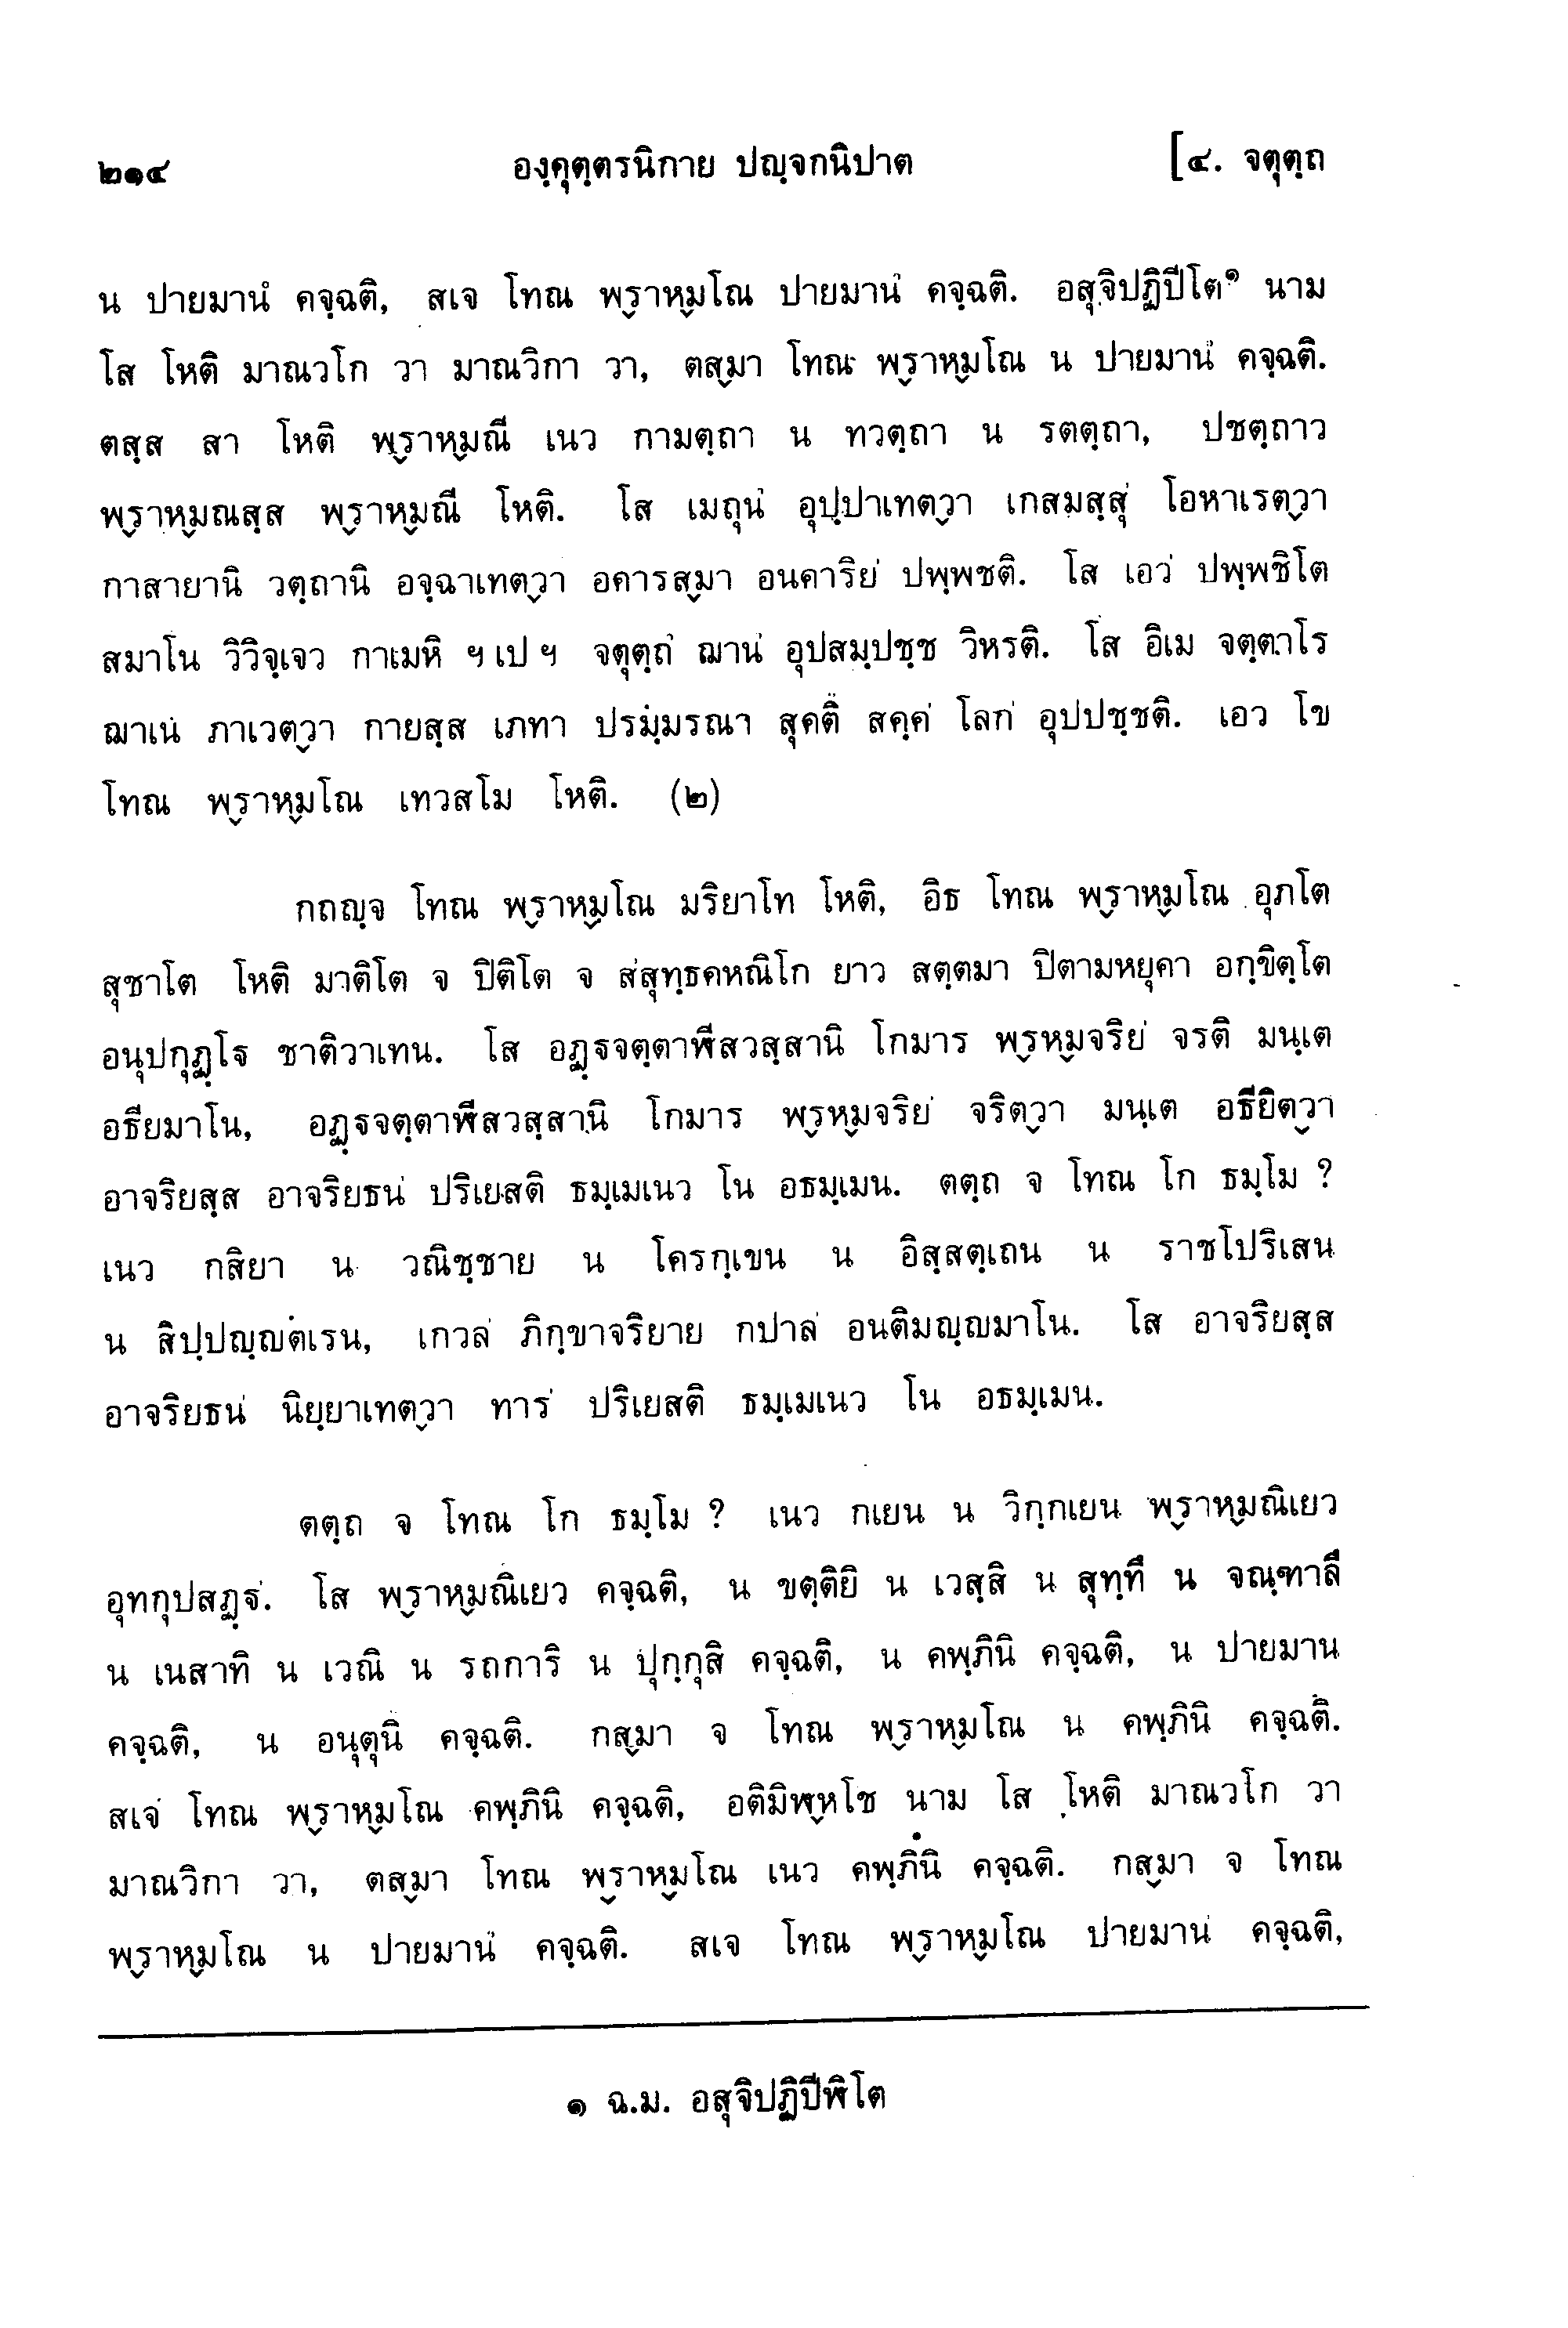 ๒๑๔ องฺคุตฺตรนิกาย ปญฺจกนิปาต [๔. จตุตฺถ
น ปายมานํ คจฺฉติ, สเจ โทณ พฺราหฺมโณ ปายมานํ คจฺฉติ. อสุจิปฏิปีโต๑ นาม
โส โหติ มาณวโก วา มาณวิกา วา, ตสฺมา โทณ พฺราหฺมโณ น ปายมานํ คจฺฉติ.
ตสฺส สา โหติ พฺราหฺมณี เนว กามตฺถา น ทวตฺถา น รตตฺถา, ปชตฺถาว
พฺราหฺมณสฺส พฺราหฺมณี โหติ. โส เมถุนํ อุปฺปาเทตฺวา เกสมสฺสุํ โอหาเรตฺวา
กาสายานิ วตฺถานิ อจฺฉาเทตฺวา อคารสฺมา อนคาริยํ ปพฺพชติ. โส เอวํ ปพฺพชิโต
สมาโน วิวิจฺเจว กาเมหิ ฯ เป ฯ จตุตฺถํ ฌานํ อุปสมฺปชฺช วิหรติ. โส อิเม จตฺตาโร
ฌาเน ภาเวตฺวา กายสฺส เภทา ปรมฺมรณา สุคตึ สคฺคํ โลกํ อุปปชฺชติ. เอว โข
โทณ พฺราหฺมโณ เทวสโม โหติ. (๒)
กถญฺจ โทณ พฺราหฺมโณ มริยาโท โหติ, อิธ โทณ พฺราหฺมโณ อุภโต
สุชาโต โหติ มาติโต จ ปิติโต จ สํสุทฺธคหณิโก ยาว สตฺตมา ปิตามหยุคา อกฺขิตฺโต
อนุปกุฏฺโฐ ชาติวาเทน. โส อฏฺฐจตฺตาฬีสวสฺสานิ โกมาร พฺรหฺมจริยํ จรติ มนฺเต
อธียมาโน, อฏฺฐจตฺตาฬีสวสฺสานิ โกมาร พฺรหฺมจริยํ จริตฺวา มนฺเต อธียิตฺวา
อาจริยสฺส อาจริยธนํ ปริเยสติ ธมฺเมเนว โน อธมฺเมน. ตตฺถ จ โทณ โก ธมฺโม ?
เนว กสิยา น วณิชฺชาย น โครกฺเขน น อิสฺสตฺเถน น ราชโปริเสน
น สิปฺปญฺญตเรน, เกวลํ ภิกฺขาจริยาย กปาลํ อนติมญฺญมาโน. โส อาจริยสฺส
อาจริยธนํ นิยฺยาเทตฺวา ทารํ ปริเยสติ ธมฺเมเนว โน อธมฺเมน.
ตตฺถ จ โทณ โก ธมฺโม ? เนว กเยน น วิกฺกเยน พฺราหฺมณิเยว
อุทกุปสฏฺฐํ. โส พฺราหฺมณิเยว คจฺฉติ, น ขตฺติยิ น เวสฺสิ น สุทฺทึ น จณฺฑาลึ
น เนสาทิ น เวณิ น รถการิ น ปุกฺกุสิ คจฺฉติ, น คพฺภินิ คจฺฉติ, น ปายมาน
คจฺฉติ, น อนุตุนิ คจฺฉติ. กสฺมา จ โทณ พฺราหฺมโณ น คพฺภินิ คจฺฉติ.
สเจ โทณ พฺราหฺมโณ คพฺภินิ คจฺฉติ, อติมิฬฺหโช นาม โส โหติ มาณวโก วา
มาณวิกา วา, ตสฺมา โทณ พฺราหฺมโณ เนว คพฺภินิ คจฺฉติ. กสฺมา จ โทณ
พฺราหฺมโณ น ปายมานํ คจฺฉติ. สเจ โทณ พฺราหฺมโณ ปายมานํ คจฺฉติ,
๑ ฉ.ม. อสุจิปฏิปีฬิโต